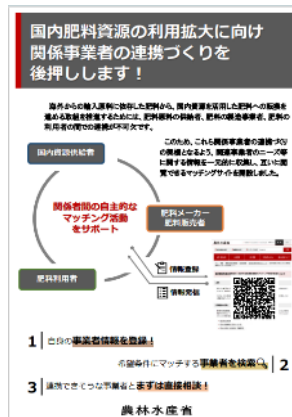 国内肥料資源の利用拡大に向け
関係事業者の連携づくりを
後押しします！
海外からの輸入原料に依存した肥料から、国内資源を活用した肥料への転換を
進める取組を推進するためには、肥料原料の供給者、肥料の製造事業者、肥料の
利用者の間での連携が不可欠です。
このため、これら関係事業者の連携づくり
の契機となるよう、関連事業者のニーズ等
に関する情報を一元的に収集し、互いに閲
覧できるマッチングサイトを開設しました。
国内資源供給者
関係者間の自主的な
マッチング活動
をサポート
肥料メーカー
肥料販売者
肥料利用者
情報登録
情報発信
1 自身の事業者情報を登録！
希望条件にマッチする事業者を検索 2
3 連携できそうな事業者とまずは直接相談！
農林水産省